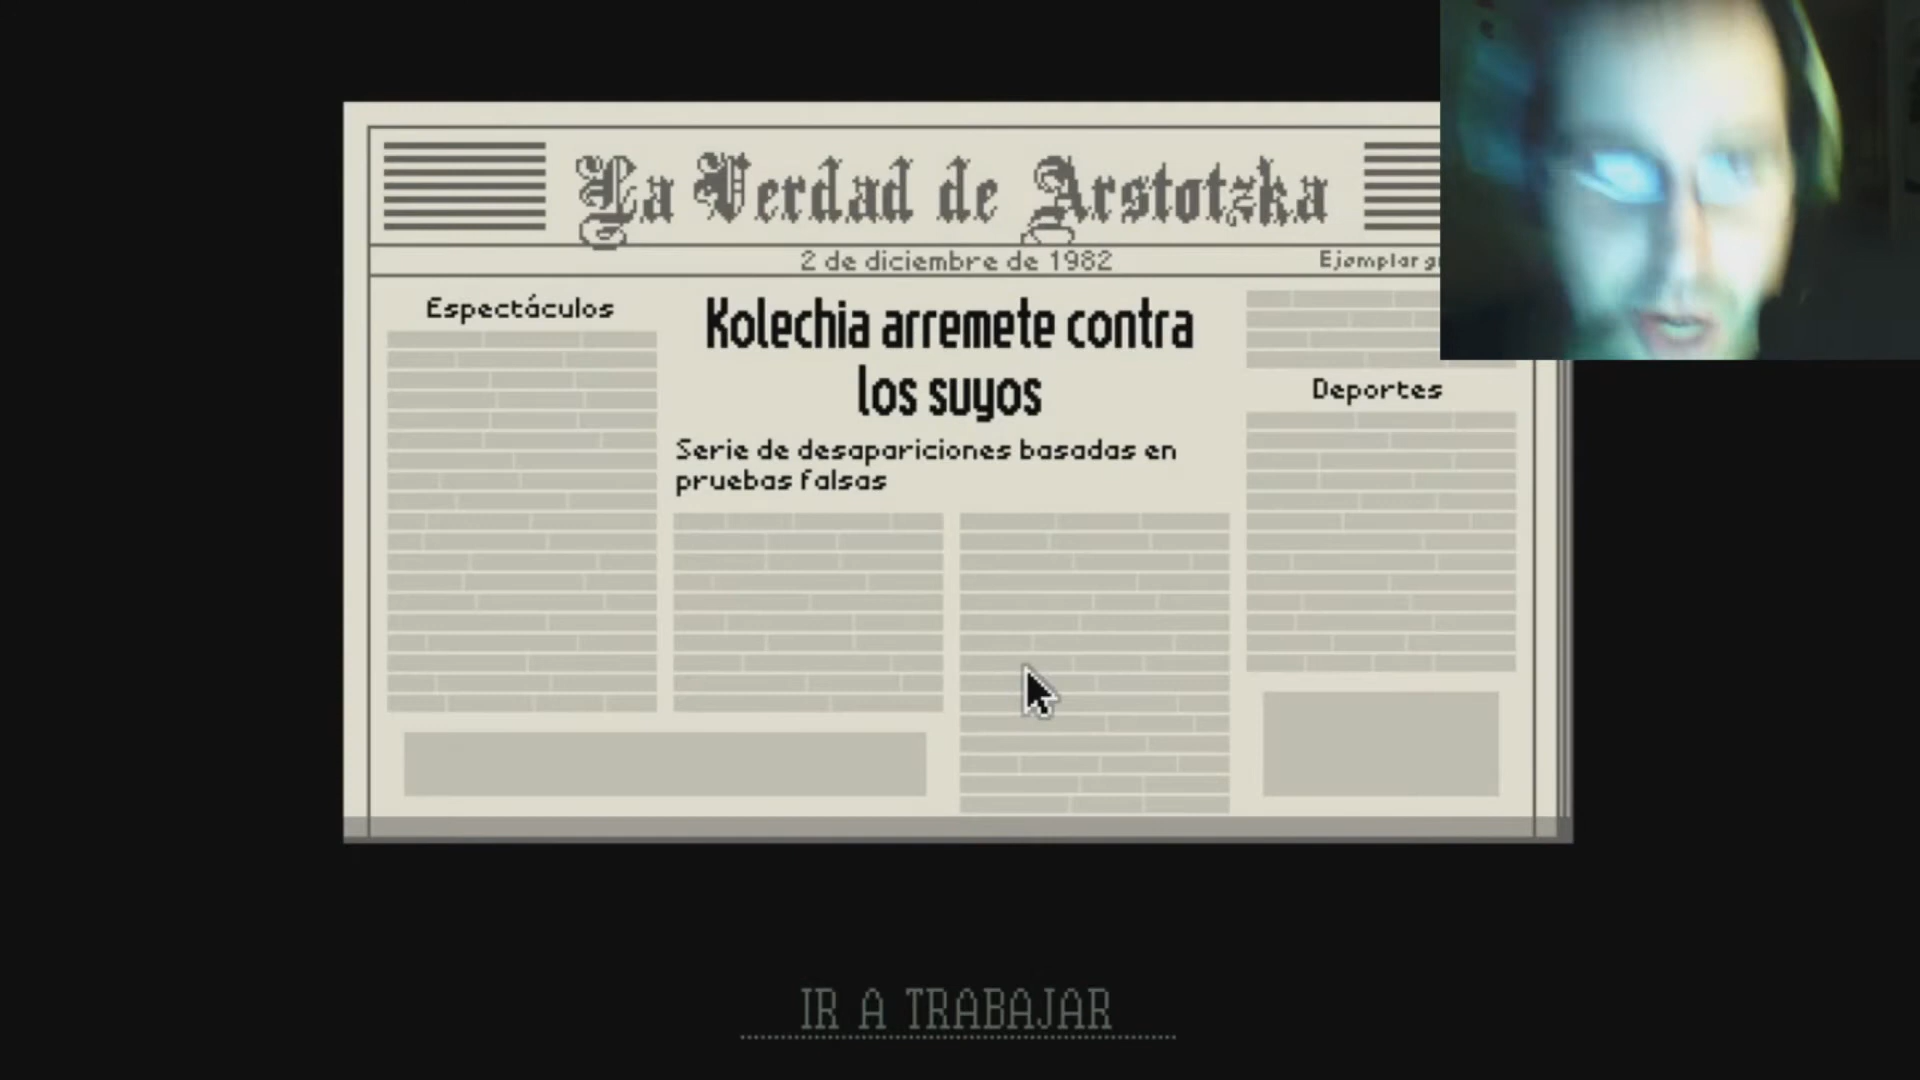 La Verdad de Arstotzka
2 de diciembre de 1982
Ejemplar
Espectáculos
Kolechia arremete contra
los suyos
Serie de desapariciones basadas en
pruebas falsas
Deportes
IR A TRABAJAR